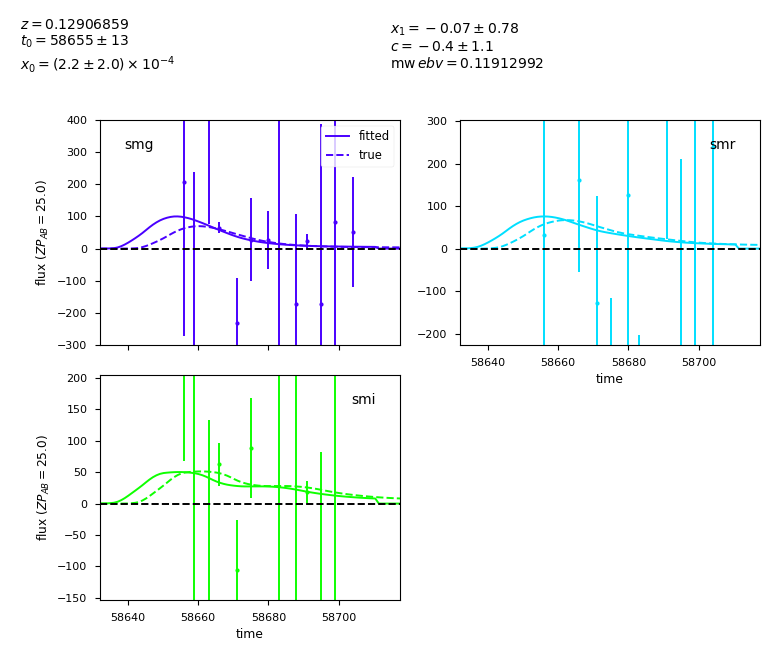 z = 0.12906859
t₀ = 58655 ± 13
x₀ = (2.2 ± 2.0) × 10⁻⁴
x₁ = −0.07 ± 0.78
c = −0.4 ± 1.1
mw ebv = 0.11912992
400
300
200
100
0
−100
−200
−300
flux (ZP_AB = 25.0)
smg
fitted
true
300
200
100
0
−100
−200
smr
58640
58660
58680
58700
time
200
150
100
50
0
−50
−100
−150
flux (ZP_AB = 25.0)
smi
58640
58660
58680
58700
time